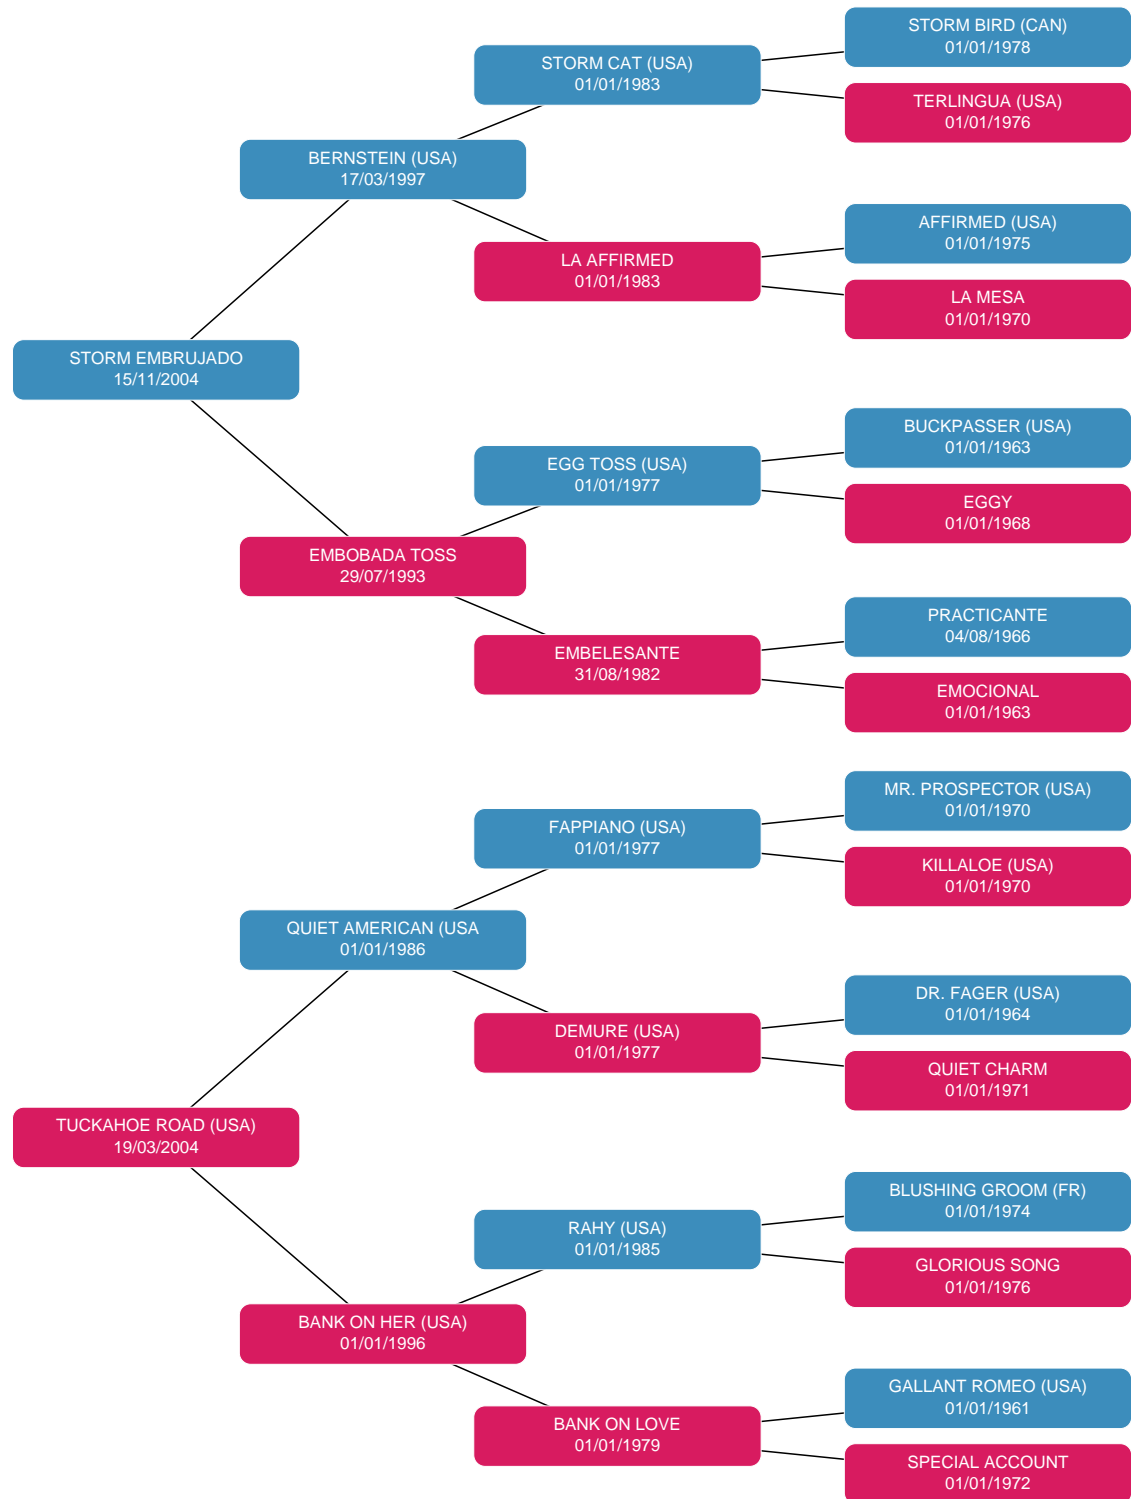 STORM BIRD (CAN)
01/01/1978
STORM CAT (USA)
01/01/1983
TERLINGUA (USA)
01/01/1976
BERNSTEIN (USA)
17/03/1997
AFFIRMED (USA)
01/01/1975
LA AFFIRMED
01/01/1983
LA MESA
01/01/1970
STORM EMBRUJADO
15/11/2004
BUCKPASSER (USA)
01/01/1963
EGG TOSS (USA)
01/01/1977
EGGY
01/01/1968
EMBOBADA TOSS
29/07/1993
PRACTICANTE
04/08/1966
EMBELESANTE
31/08/1982
EMOCIONAL
01/01/1963
MR. PROSPECTOR (USA)
01/01/1970
FAPPIANO (USA)
01/01/1977
KILLALOE (USA)
01/01/1970
QUIET AMERICAN (USA
01/01/1986
DR. FAGER (USA)
01/01/1964
DEMURE (USA)
01/01/1977
QUIET CHARM
01/01/1971
TUCKAHOE ROAD (USA)
19/03/2004
BLUSHING GROOM (FR)
01/01/1974
RAHY (USA)
01/01/1985
GLORIOUS SONG
01/01/1976
BANK ON HER (USA)
01/01/1996
GALLANT ROMEO (USA)
01/01/1961
BANK ON LOVE
01/01/1979
SPECIAL ACCOUNT
01/01/1972